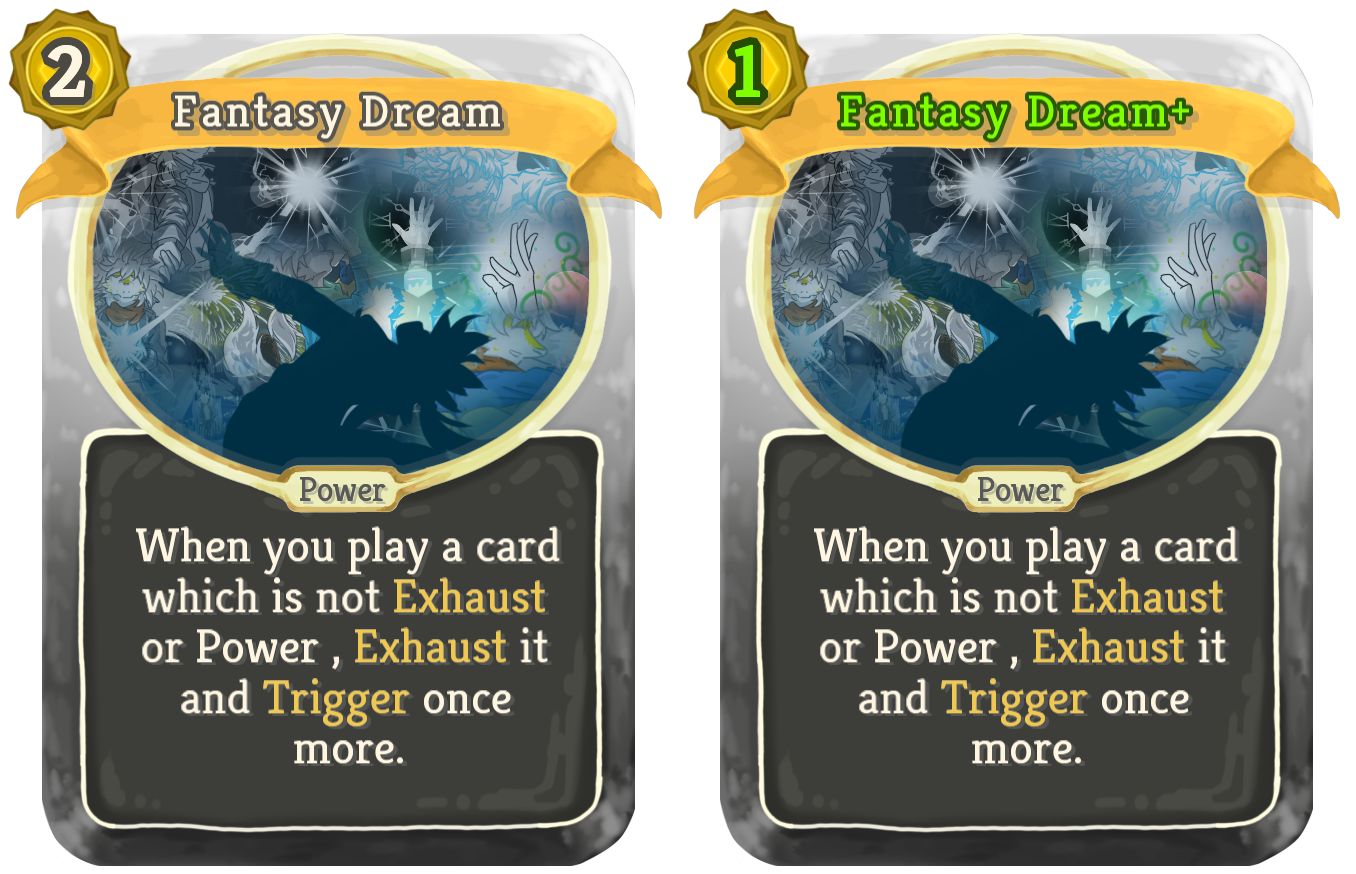 2
Fantasy Dream
Power
When you play a card
which is not Exhaust
or Power , Exhaust it
and Trigger once
more.
1
Fantasy Dream+
Power
When you play a card
which is not Exhaust
or Power , Exhaust it
and Trigger once
more.